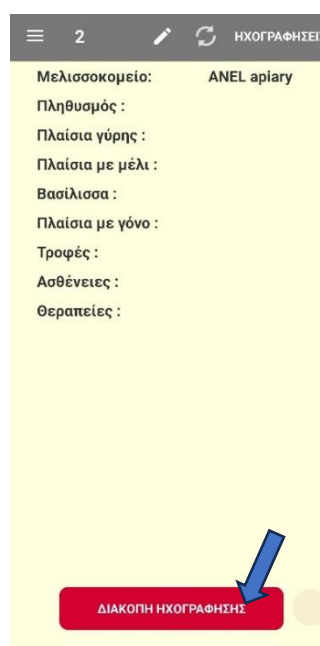 2 ΗΧΟΓΡΑΦΗΣΕΙΣ
Μελισσοκομείο: ANEL apiary
Πληθυσμός :
Πλαίσια γύρης :
Πλαίσια με μέλι :
Βασίλισσα :
Πλαίσια με γόνο :
Τροφές :
Ασθένειες :
Θεραπείες :
ΔΙΑΚΟΠΗ ΗΧΟΓΡΑΦΗΣΗΣ